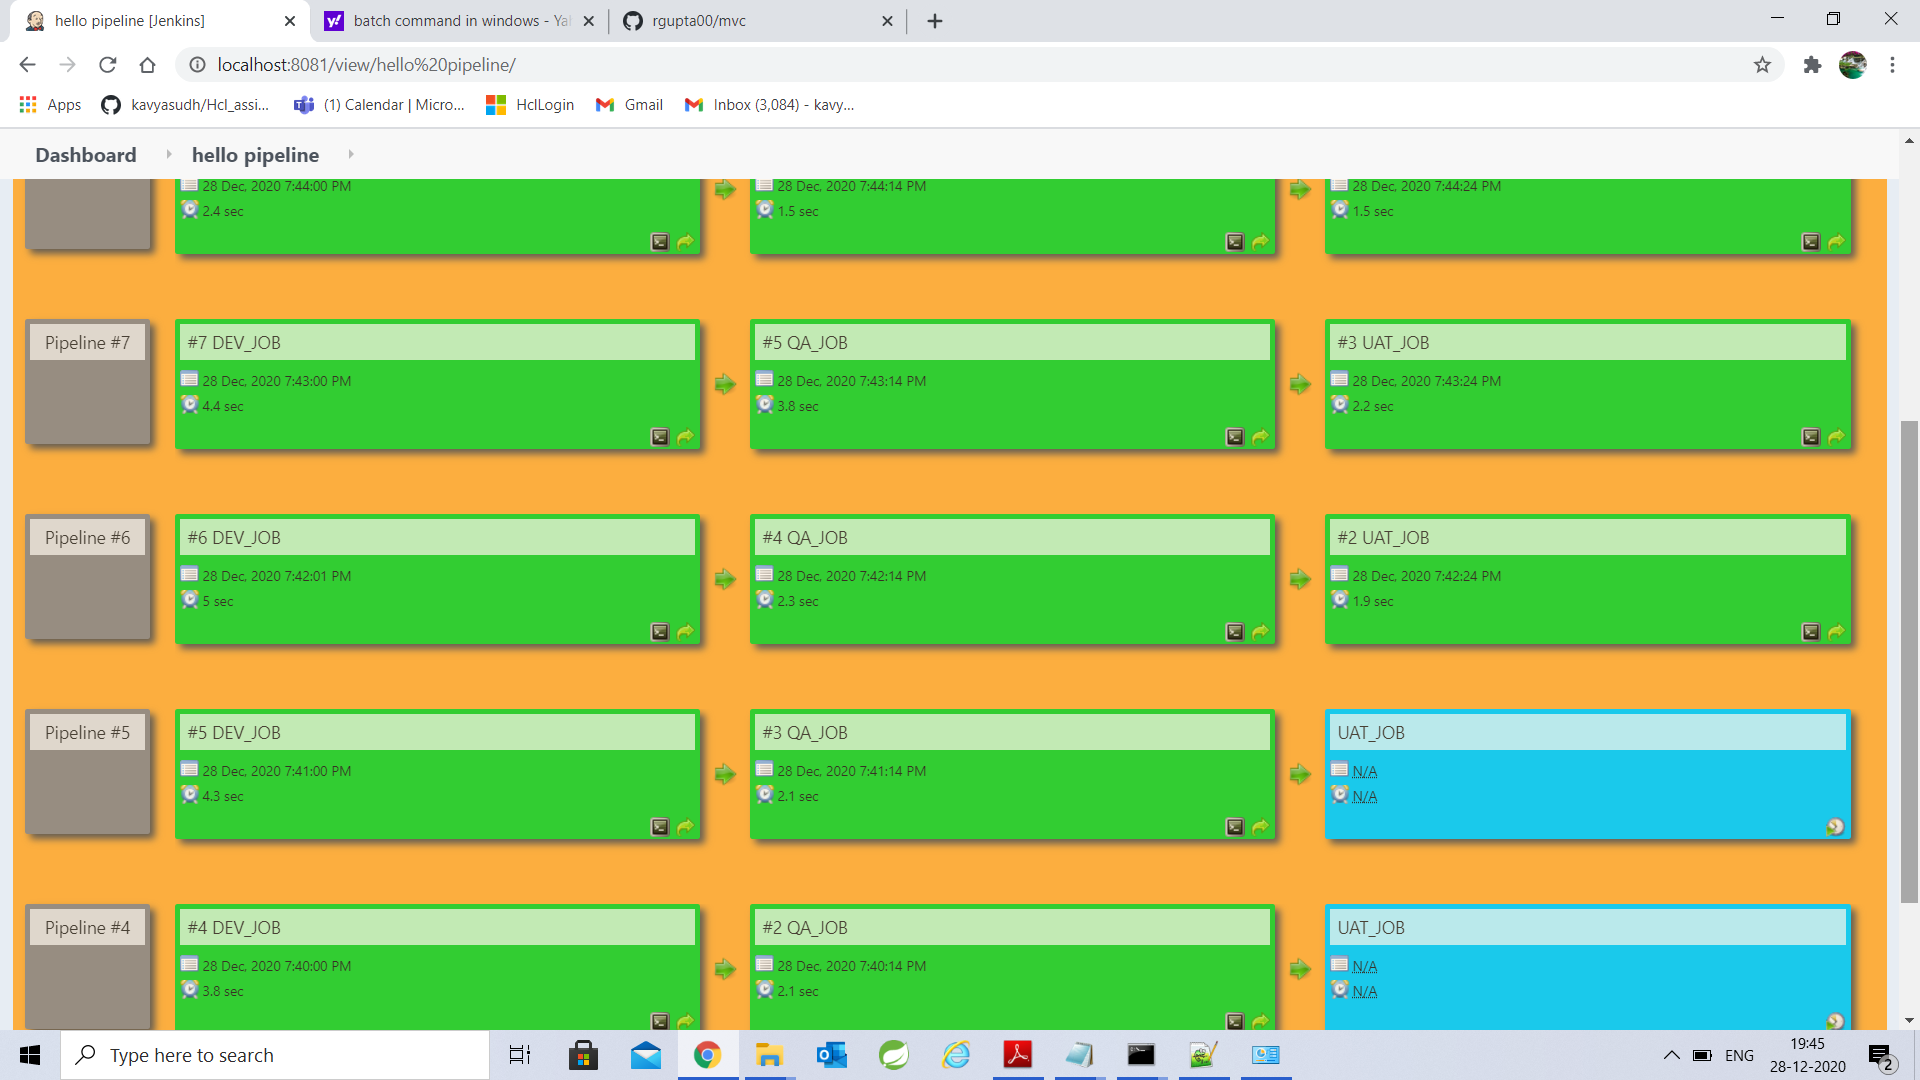 hello pipeline [Jenkins]
batch command in windows - Ya
rgupta00/mvc
localhost:8081/view/hello%20pipeline/
Apps
kavyasudh/Hcl_assi...
(1) Calendar | Micro...
HclLogin
Gmail
Inbox (3,084) - kavy...
Dashboard
hello pipeline
28 Dec, 2020 7:44:00 PM
2.4 sec
28 Dec, 2020 7:44:14 PM
1.5 sec
28 Dec, 2020 7:44:24 PM
1.5 sec
Pipeline #7
#7 DEV_JOB
28 Dec, 2020 7:43:00 PM
4.4 sec
#5 QA_JOB
28 Dec, 2020 7:43:14 PM
3.8 sec
#3 UAT_JOB
28 Dec, 2020 7:43:24 PM
2.2 sec
Pipeline #6
#6 DEV_JOB
28 Dec, 2020 7:42:01 PM
5 sec
#4 QA_JOB
28 Dec, 2020 7:42:14 PM
2.3 sec
#2 UAT_JOB
28 Dec, 2020 7:42:24 PM
1.9 sec
Pipeline #5
#5 DEV_JOB
28 Dec, 2020 7:41:00 PM
4.3 sec
#3 QA_JOB
28 Dec, 2020 7:41:14 PM
2.1 sec
UAT_JOB
N/A
N/A
Pipeline #4
#4 DEV_JOB
28 Dec, 2020 7:40:00 PM
3.8 sec
#2 QA_JOB
28 Dec, 2020 7:40:14 PM
2.1 sec
UAT_JOB
N/A
N/A
Type here to search
ENG
19:45
28-12-2020
2